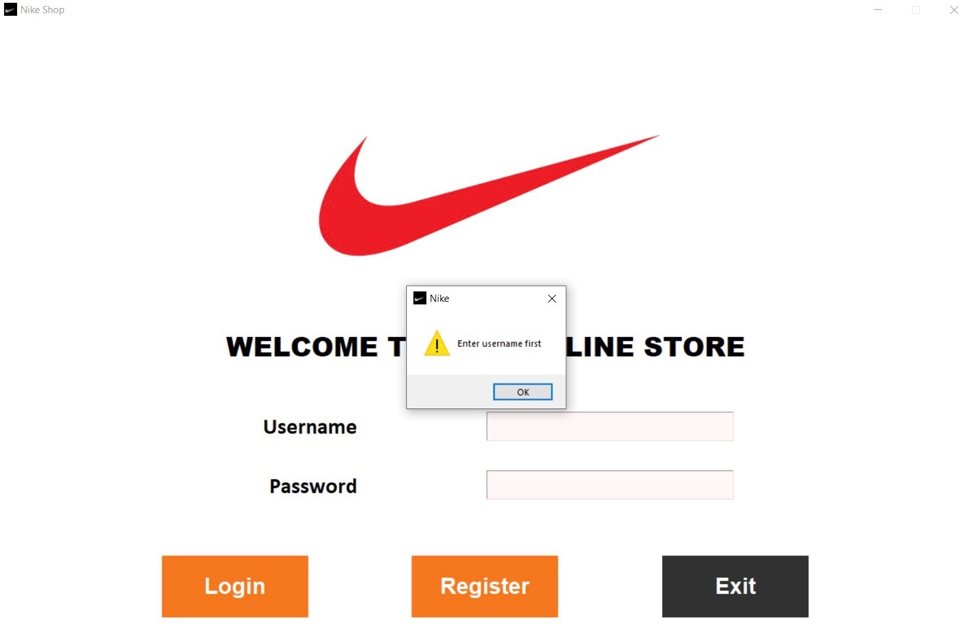 Nike Shop
Nike
Enter username first
WELCOME T LINE STORE
OK
Username
Password
Login
Register
Exit